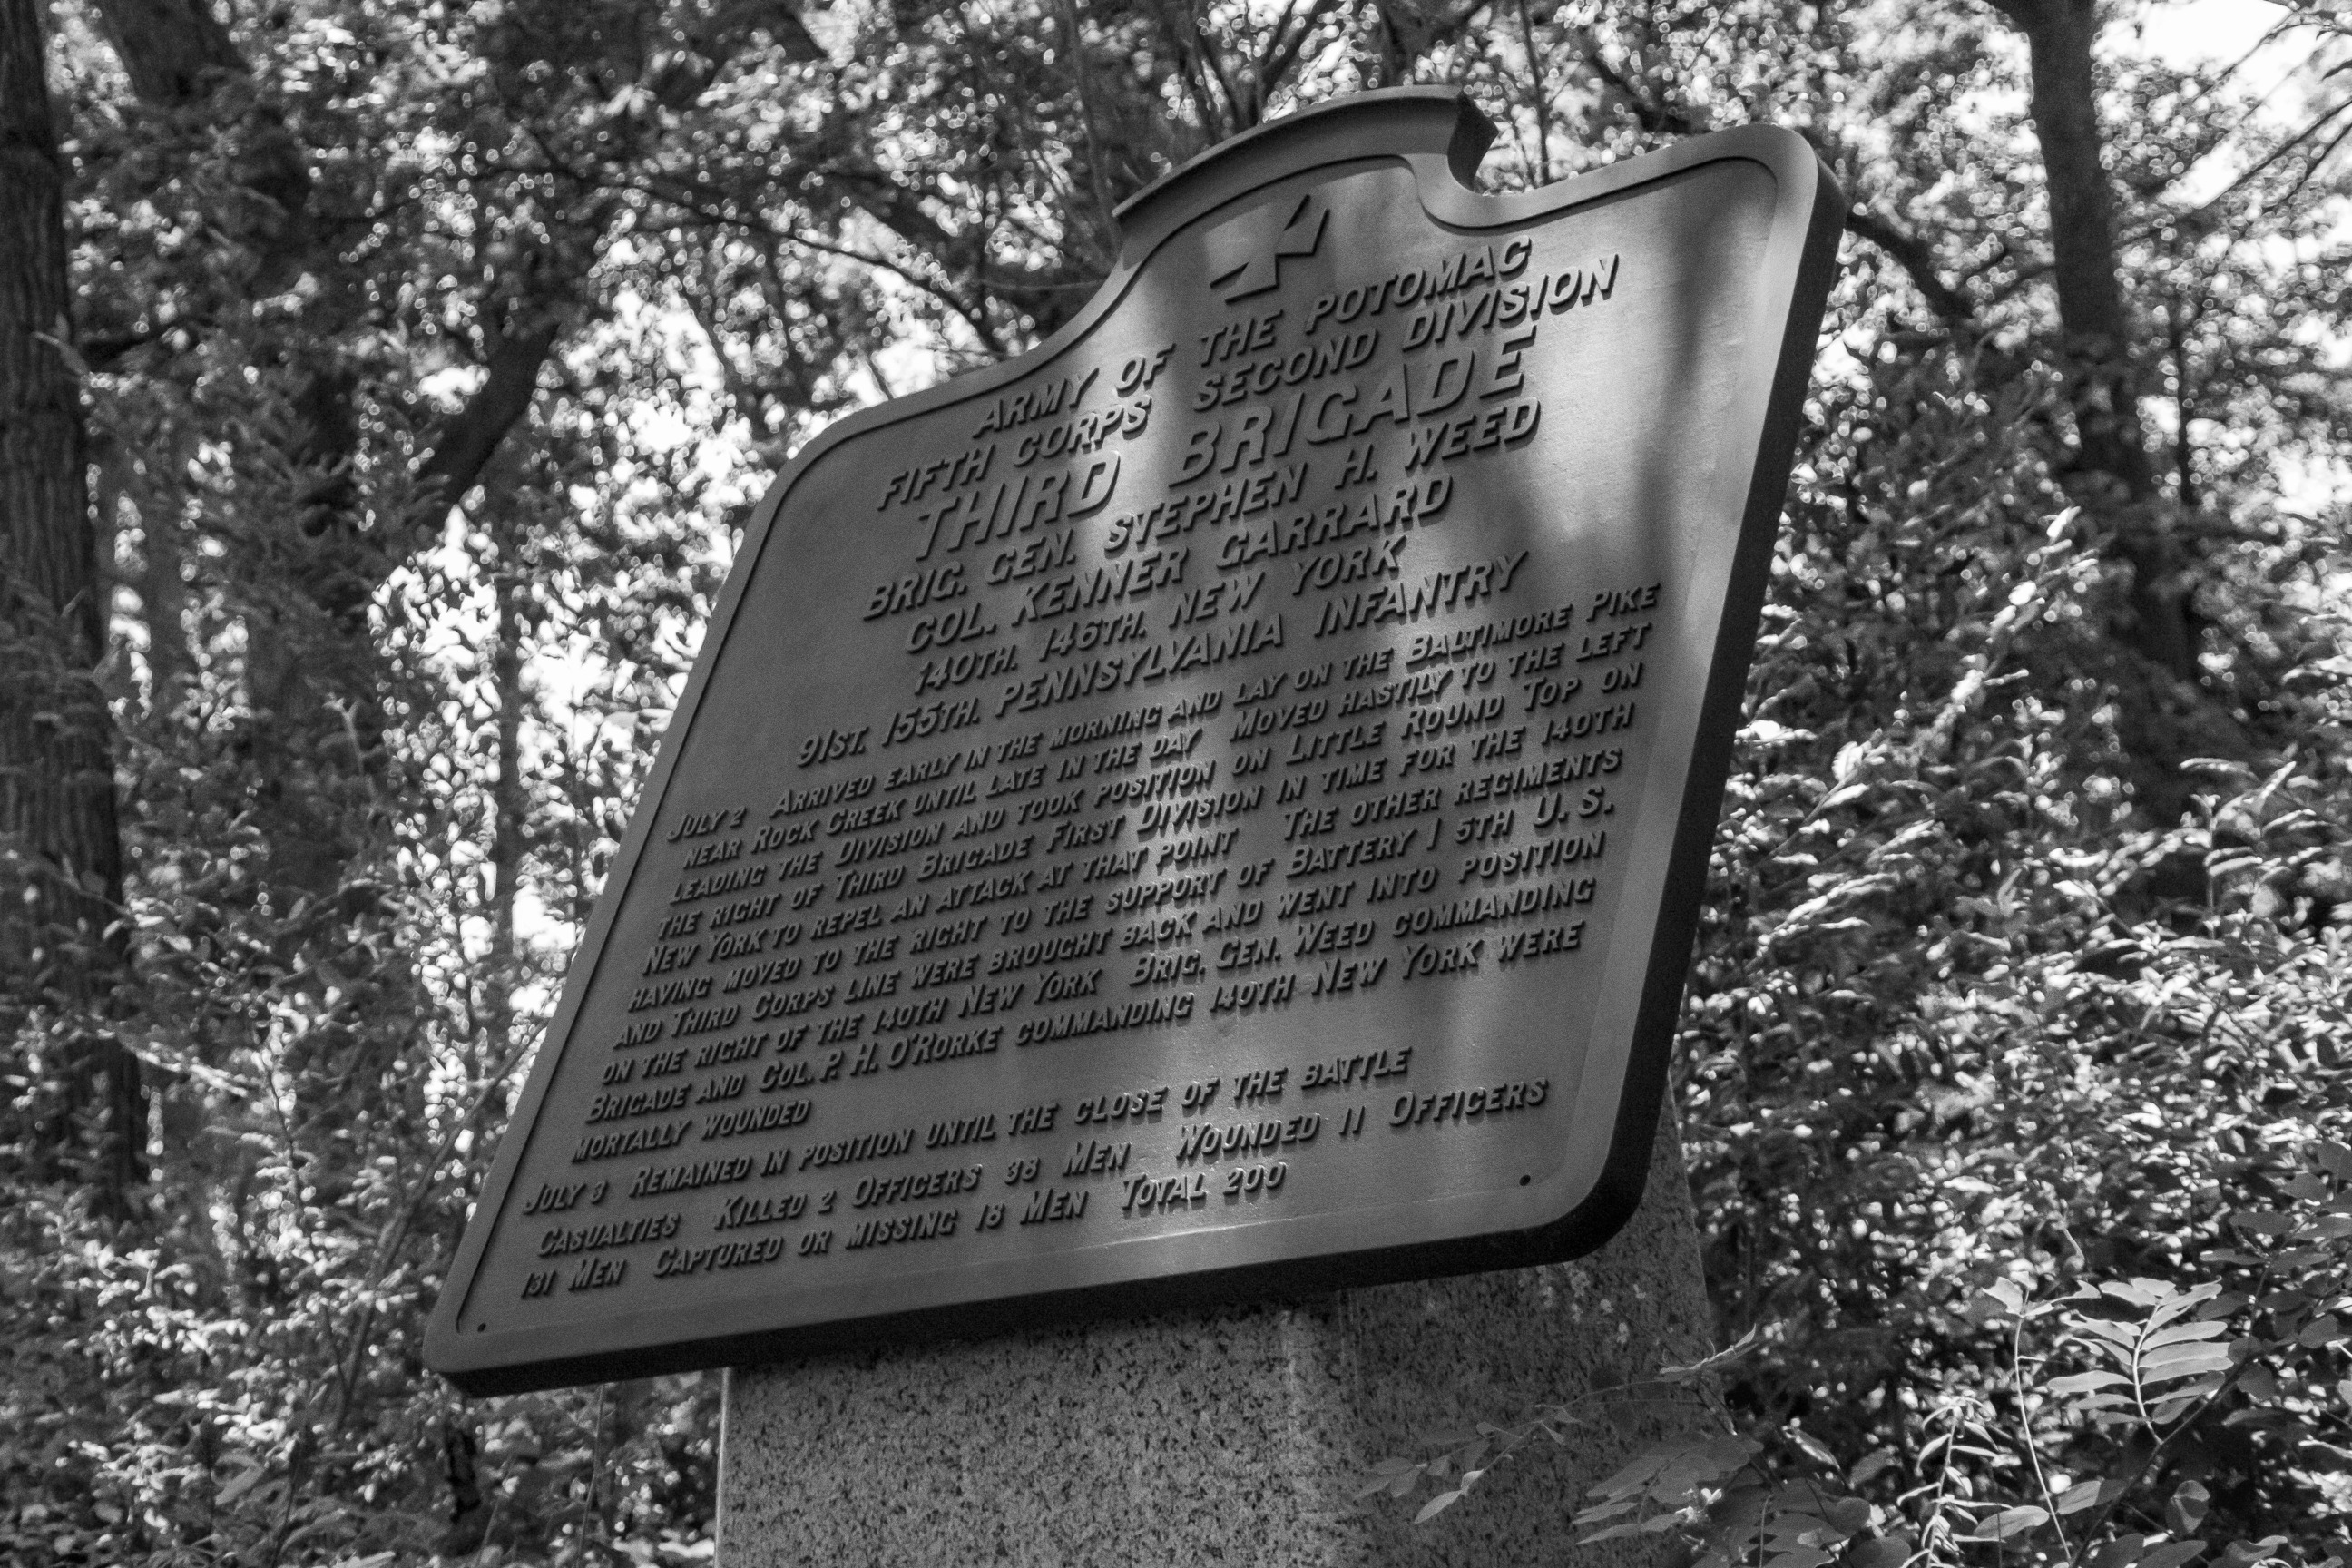 ARMY OF THE POTOMAC
FIFTH CORPS SECOND DIVISION
THIRD BRIGADE
BRIG. GEN. STEPHEN H. WEED
COL. KENNER GARRARD
140TH. 146TH. NEW YORK
91ST. 155TH. PENNSYLVANIA INFANTRY
JULY 2 ARRIVED EARLY IN THE MORNING AND LAY ON THE BALTIMORE PIKE
NEAR ROCK CREEK UNTIL LATE IN THE DAY MOVED HASTILY TO THE LEFT
LEADING THE DIVISION AND TOOK POSITION ON LITTLE ROUND TOP ON
THE RIGHT OF THIRD BRIGADE FIRST DIVISION IN TIME FOR THE 140TH
NEW YORK TO REPEL AN ATTACK AT THAT POINT THE OTHER REGIMENTS
HAVING MOVED TO THE RIGHT TO THE SUPPORT OF BATTERY I 5TH U. S.
AND THIRD CORPS LINE WERE BROUGHT BACK AND WENT INTO POSITION
ON THE RIGHT OF THE 140TH NEW YORK BRIG. GEN. WEED COMMANDING
BRIGADE AND COL. P. H. O'RORKE COMMANDING 140TH NEW YORK WERE
MORTALLY WOUNDED
JULY 3 REMAINED IN POSITION UNTIL THE CLOSE OF THE BATTLE
CASUALTIES KILLED 2 OFFICERS 38 MEN WOUNDED 11 OFFICERS
131 MEN CAPTURED OR MISSING 18 MEN TOTAL 200